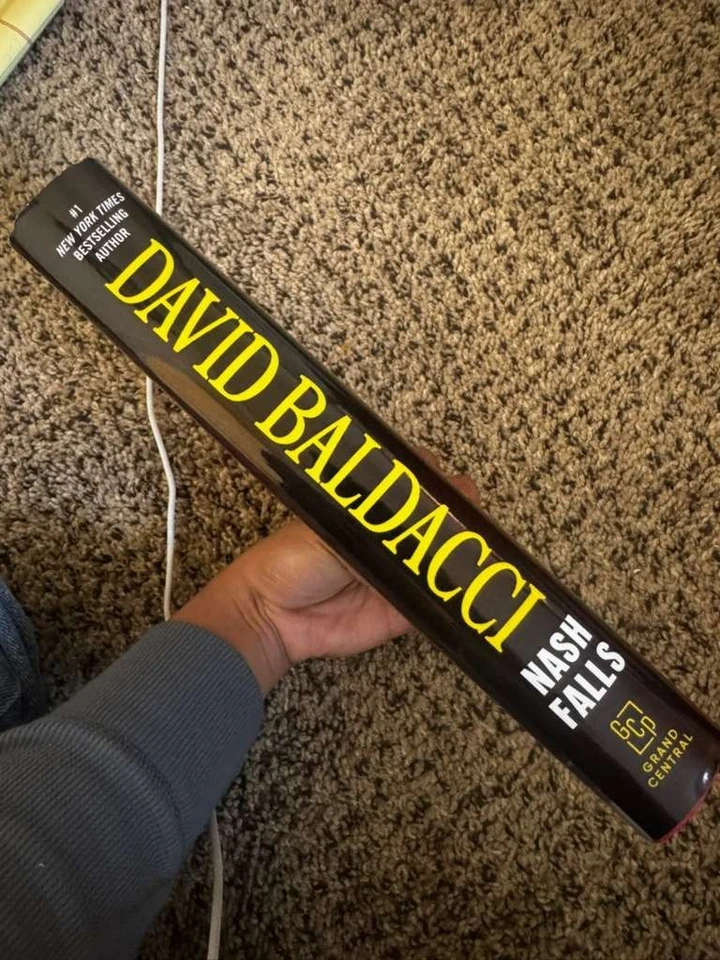 #1
NEW YORK TIMES
BESTSELLING
AUTHOR
DAVID BALDACCI
NASH
FALLS
GCP
GRAND
CENTRAL